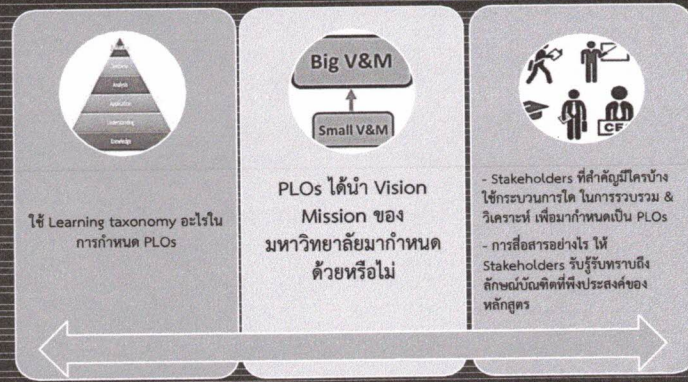 Analysis
Application
Understanding
Knowledge
ใช้ Learning taxonomy อะไรใน
การกำหนด PLOs
Big V&M
Small V&M
PLOs ได้นำ Vision
Mission ของ
มหาวิทยาลัยมากำหนด
ด้วยหรือไม่
CE
- Stakeholders ที่สำคัญมีใครบ้าง
ใช้กระบวนการใด ในการรวบรวม &
วิเคราะห์ เพื่อมากำหนดเป็น PLOs
- การสื่อสารอย่างไร ให้
Stakeholders รับรู้รับทราบถึง
ลักษณ์บัณฑิตที่พึงประสงค์ของ
หลักสูตร